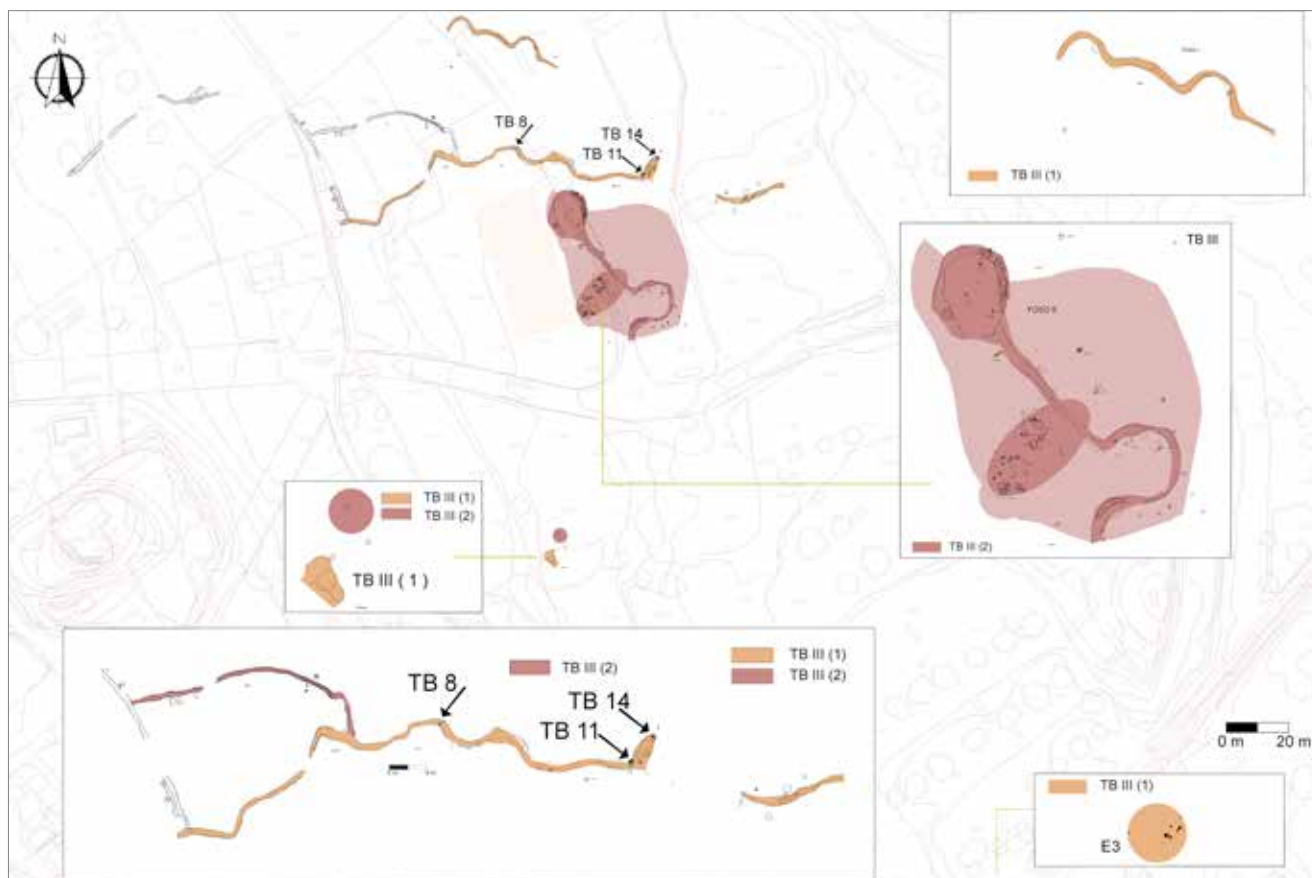 N
TB 8
TB 14
TB 11
TB III (1)
TB III
TB III (2)
TB III (1)
TB III (2)
TB III ( 1 )
TB III (2)
TB III (1)
TB III (2)
TB 8
TB 14
TB 11
0 m 20 m
TB III (1)
E3